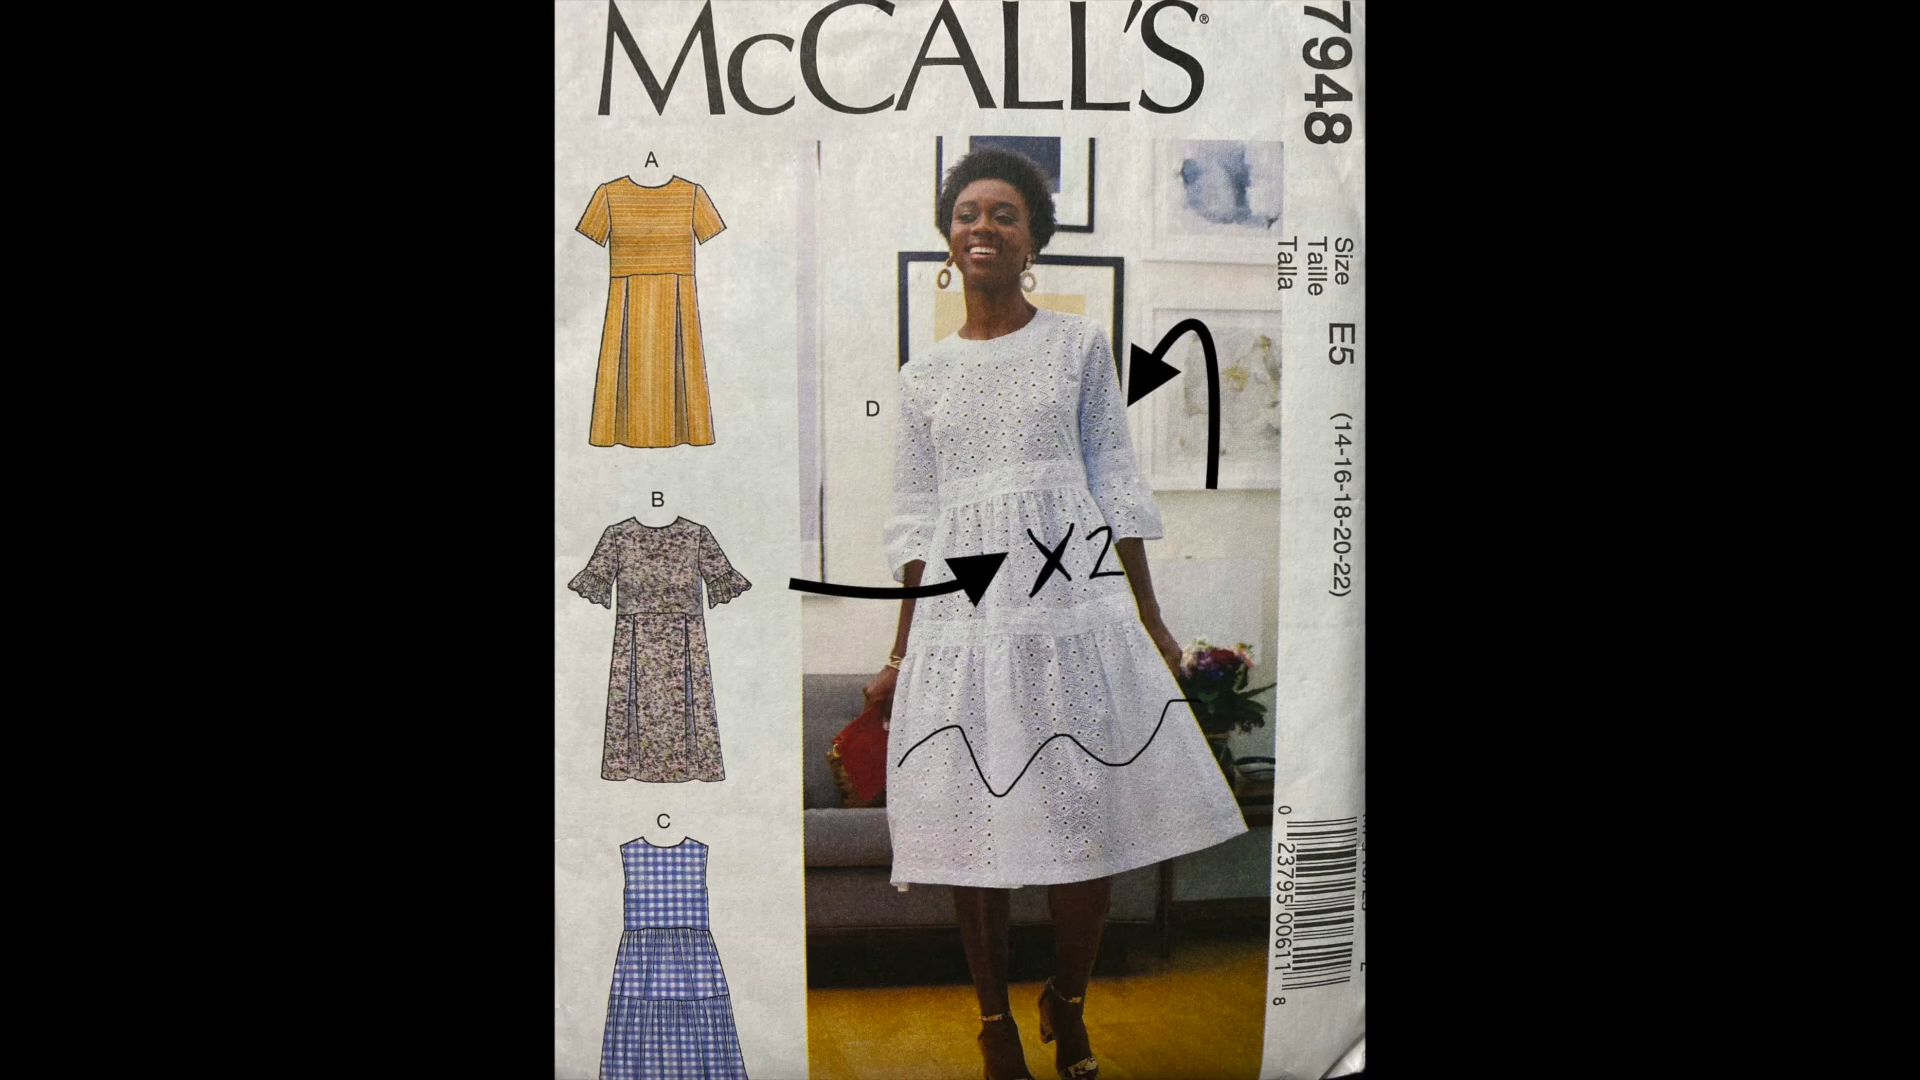 McCALL'S®
7948
A
Size
Taille
Talla
E5
(14-16-18-20-22)
D
B
X2
C
0 23795 00611 8